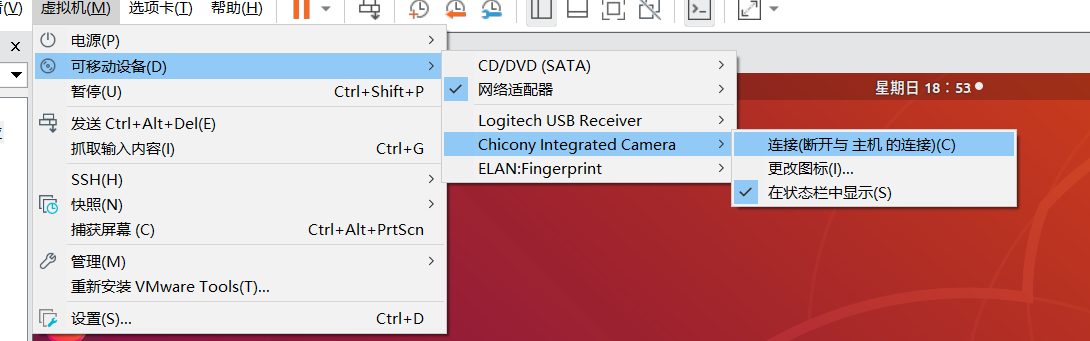 虚拟机(M) 选项卡(T) 帮助(H)
电源(P)
可移动设备(D)
暂停(U) Ctrl+Shift+P
发送 Ctrl+Alt+Del(E)
抓取输入内容(I) Ctrl+G
SSH(H)
快照(N)
捕获屏幕 (C) Ctrl+Alt+PrtScn
管理(M)
重新安装 VMware Tools(T)...
设置(S)... Ctrl+D
CD/DVD (SATA)
网络适配器
Logitech USB Receiver
Chicony Integrated Camera
ELAN:Fingerprint
连接(断开与 主机 的连接)(C)
更改图标(I)...
在状态栏中显示(S)
星期日 18：53